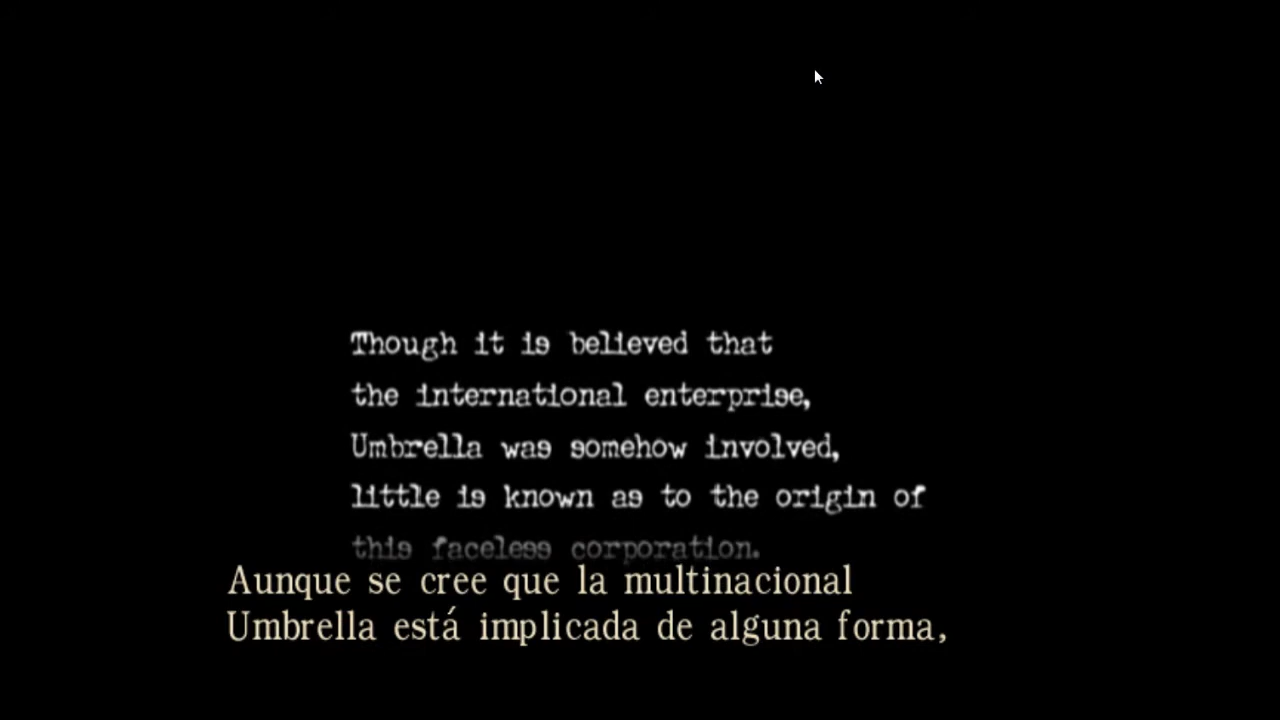 Though it is believed that
the international enterprise,
Umbrella was somehow involved,
little is known as to the origin of
this faceless corporation.
Aunque se cree que la multinacional
Umbrella está implicada de alguna forma,